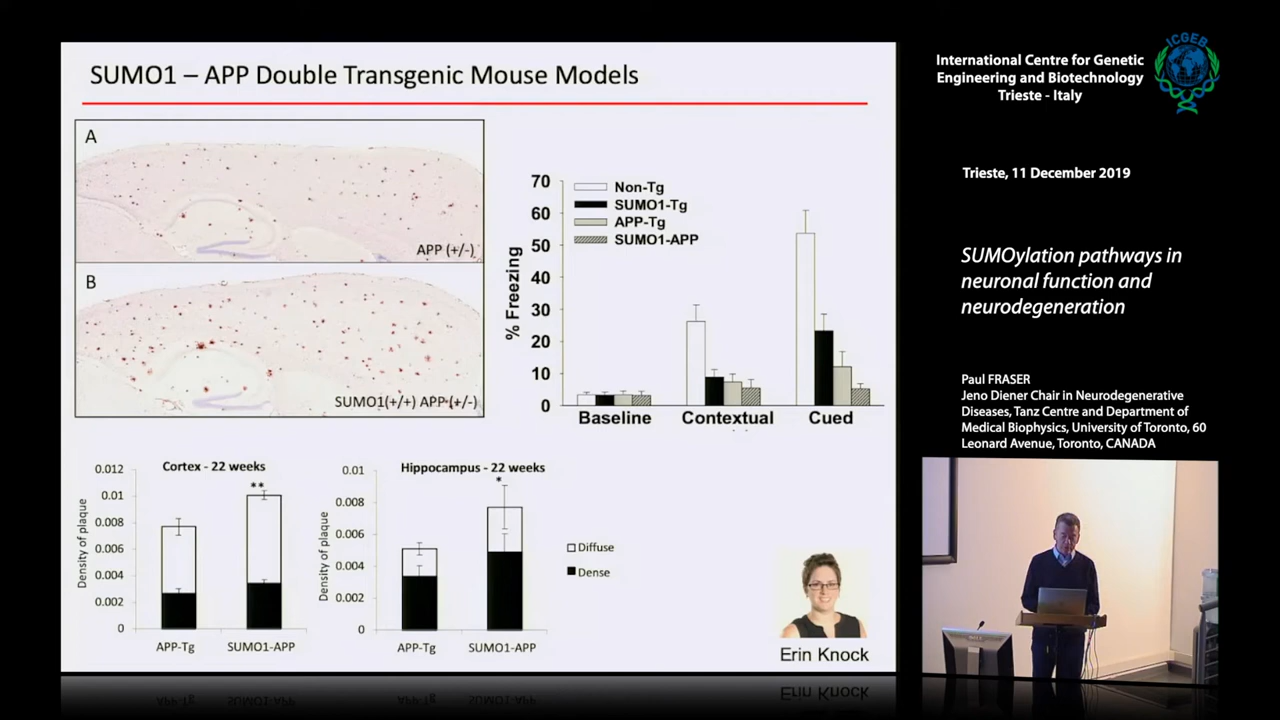 SUMO1 – APP Double Transgenic Mouse Models
A
APP (+/-)
B
SUMO1(+/+) APP(+/-)
% Freezing
70
60
50
40
30
20
10
0
Non-Tg
SUMO1-Tg
APP-Tg
SUMO1-APP
Baseline
Contextual
Cued
Cortex - 22 weeks
Density of plaque
0.012
0.01
0.008
0.006
0.004
0.002
0
**
APP-Tg
SUMO1-APP
Hippocampus - 22 weeks
Density of plaque
0.01
0.008
0.006
0.004
0.002
0
*
APP-Tg
SUMO1-APP
Diffuse
Dense
Erin Knock
International Centre for Genetic
Engineering and Biotechnology
Trieste - Italy
ICGEB
Trieste, 11 December 2019
SUMOylation pathways in
neuronal function and
neurodegeneration
Paul FRASER
Jeno Diener Chair in Neurodegenerative
Diseases, Tanz Centre and Department of
Medical Biophysics, University of Toronto, 60
Leonard Avenue, Toronto, CANADA